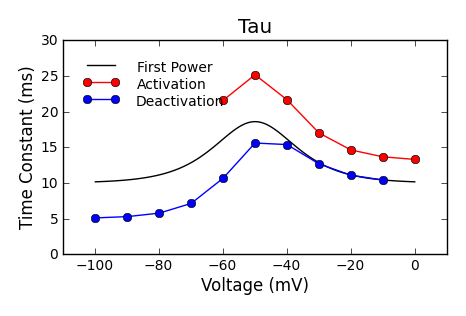 Tau
30
25
20
15
10
5
0
Time Constant (ms)
First Power
Activation
Deactivation
−100
−80
−60
−40
−20
0
Voltage (mV)